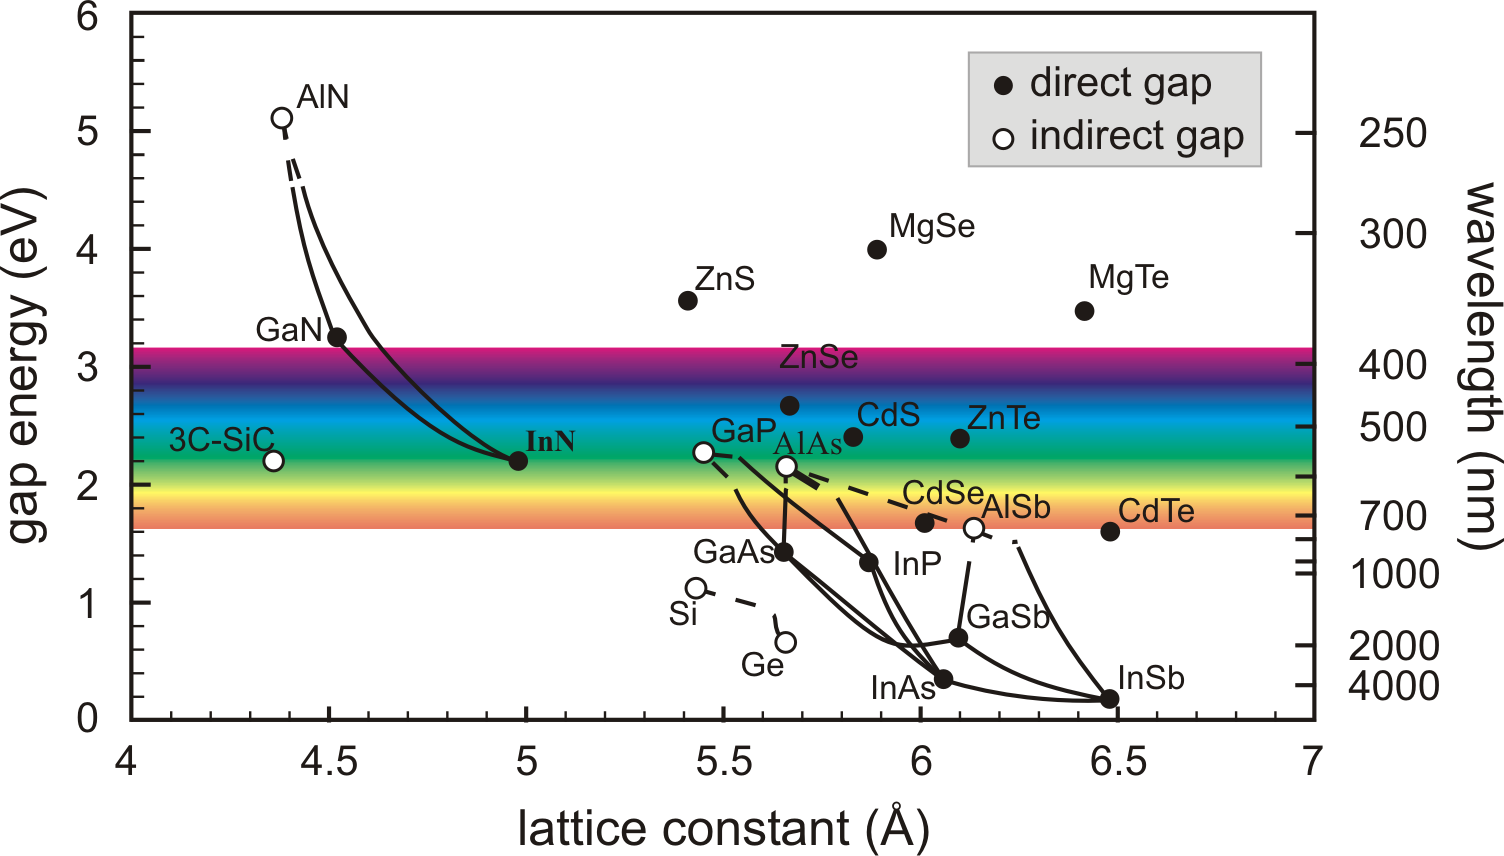 6
5
4
3
2
1
0
gap energy (eV)
4
4.5
5
5.5
6
6.5
7
lattice constant (Å)
250
300
400
500
700
1000
2000
4000
wavelength (nm)
direct gap
indirect gap
AlN
MgSe
ZnS
MgTe
GaN
ZnSe
CdS
ZnTe
3C-SiC
InN
GaP
AlAs
CdSe
AlSb
CdTe
GaAs
InP
Si
GaSb
Ge
InAs
InSb